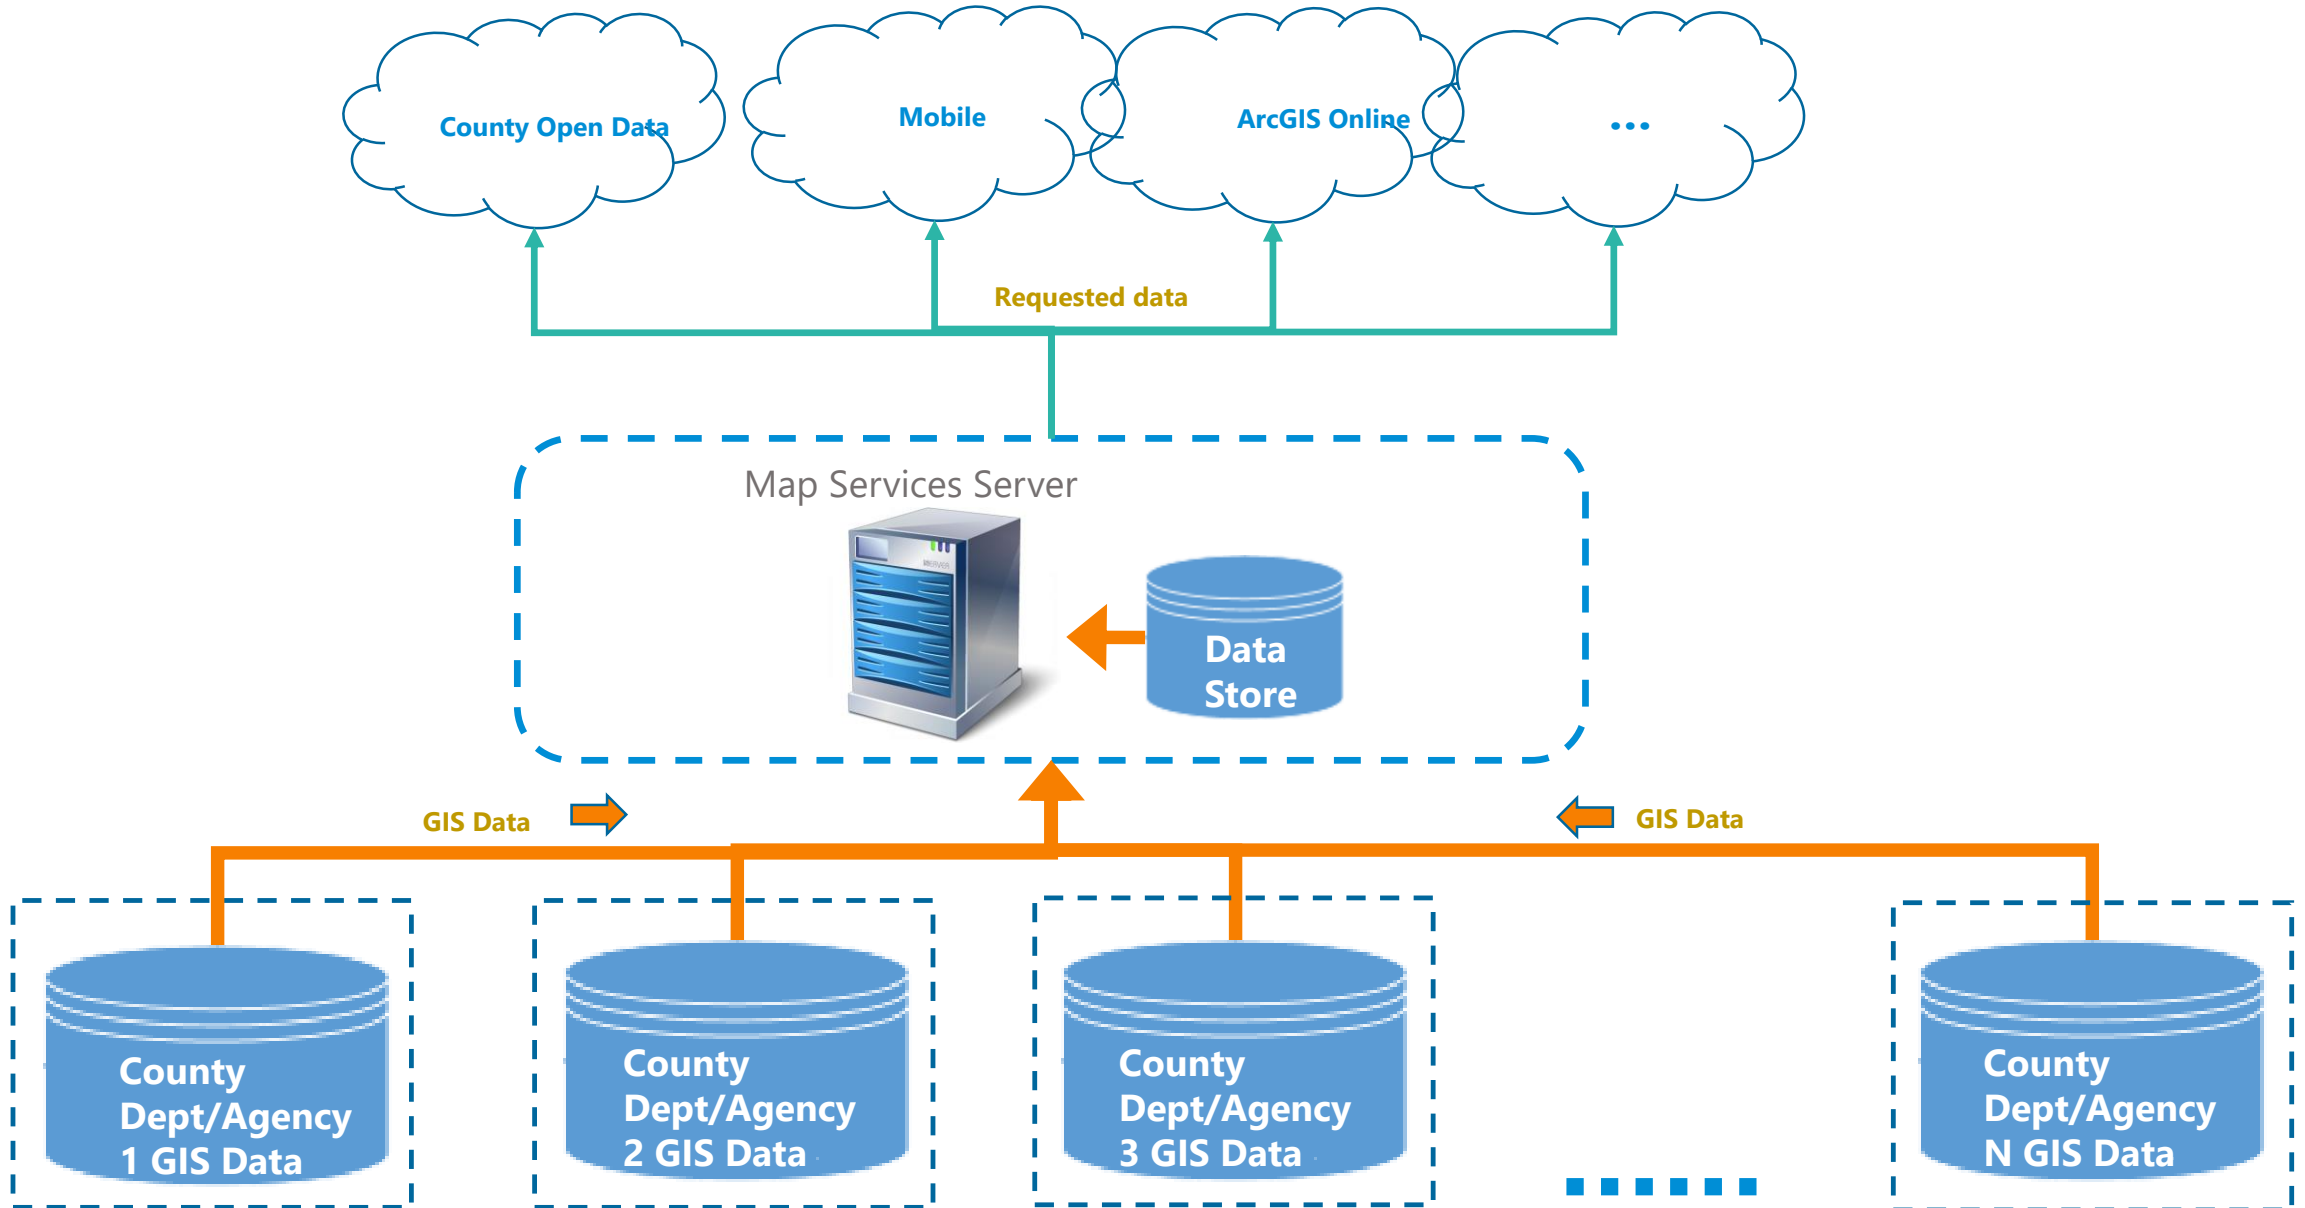 County Open Data
Mobile
ArcGIS Online
...
Requested data
Map Services Server
Data
Store
GIS Data
GIS Data
County
Dept/Agency
1 GIS Data
County
Dept/Agency
2 GIS Data
County
Dept/Agency
3 GIS Data
County
Dept/Agency
N GIS Data